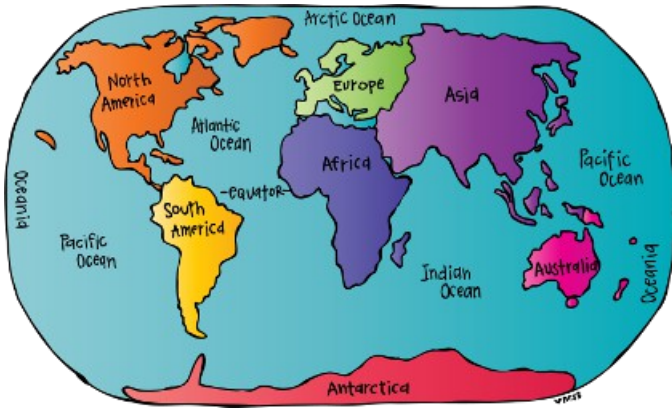 Arctic Ocean
North
America
Europe
Asia
Atlantic
Ocean
Africa
Pacific
Ocean
Oceania
-equator-
South
America
Pacific
Ocean
Indian
Ocean
Australia
Oceania
Antarctica